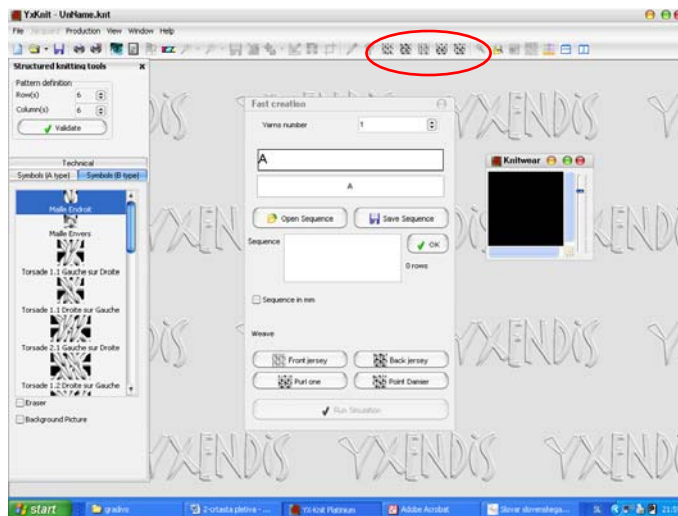 YxKnit - UnName.knt
File Jacquard Production View Window Help
Structured knitting tools
Pattern definition
Row(s) 6
Column(s) 6
Validate
Technical
Symbols (A type) Symbols (B type)
Maille Endroit
Maille Envers
Torsade 1.1 Gauche sur Droite
Torsade 1.1 Droite sur Gauche
Torsade 2.1 Gauche sur Droite
Torsade 1.2 Droite sur Gauche
Eraser
Background Picture
Fast creation
Yarns number 1
A
A
Open Sequence Save Sequence
Sequence
OK
0 rows
Sequence in mm
Weave
Front jersey Back jersey
Purl one Point Damier
Run Simulation
Knitwear
YXENDIS
start gradivo 2-crtasta pletiva - ... Yx-Knit Platinium Adobe Acrobat Slovar slovenskega... SL